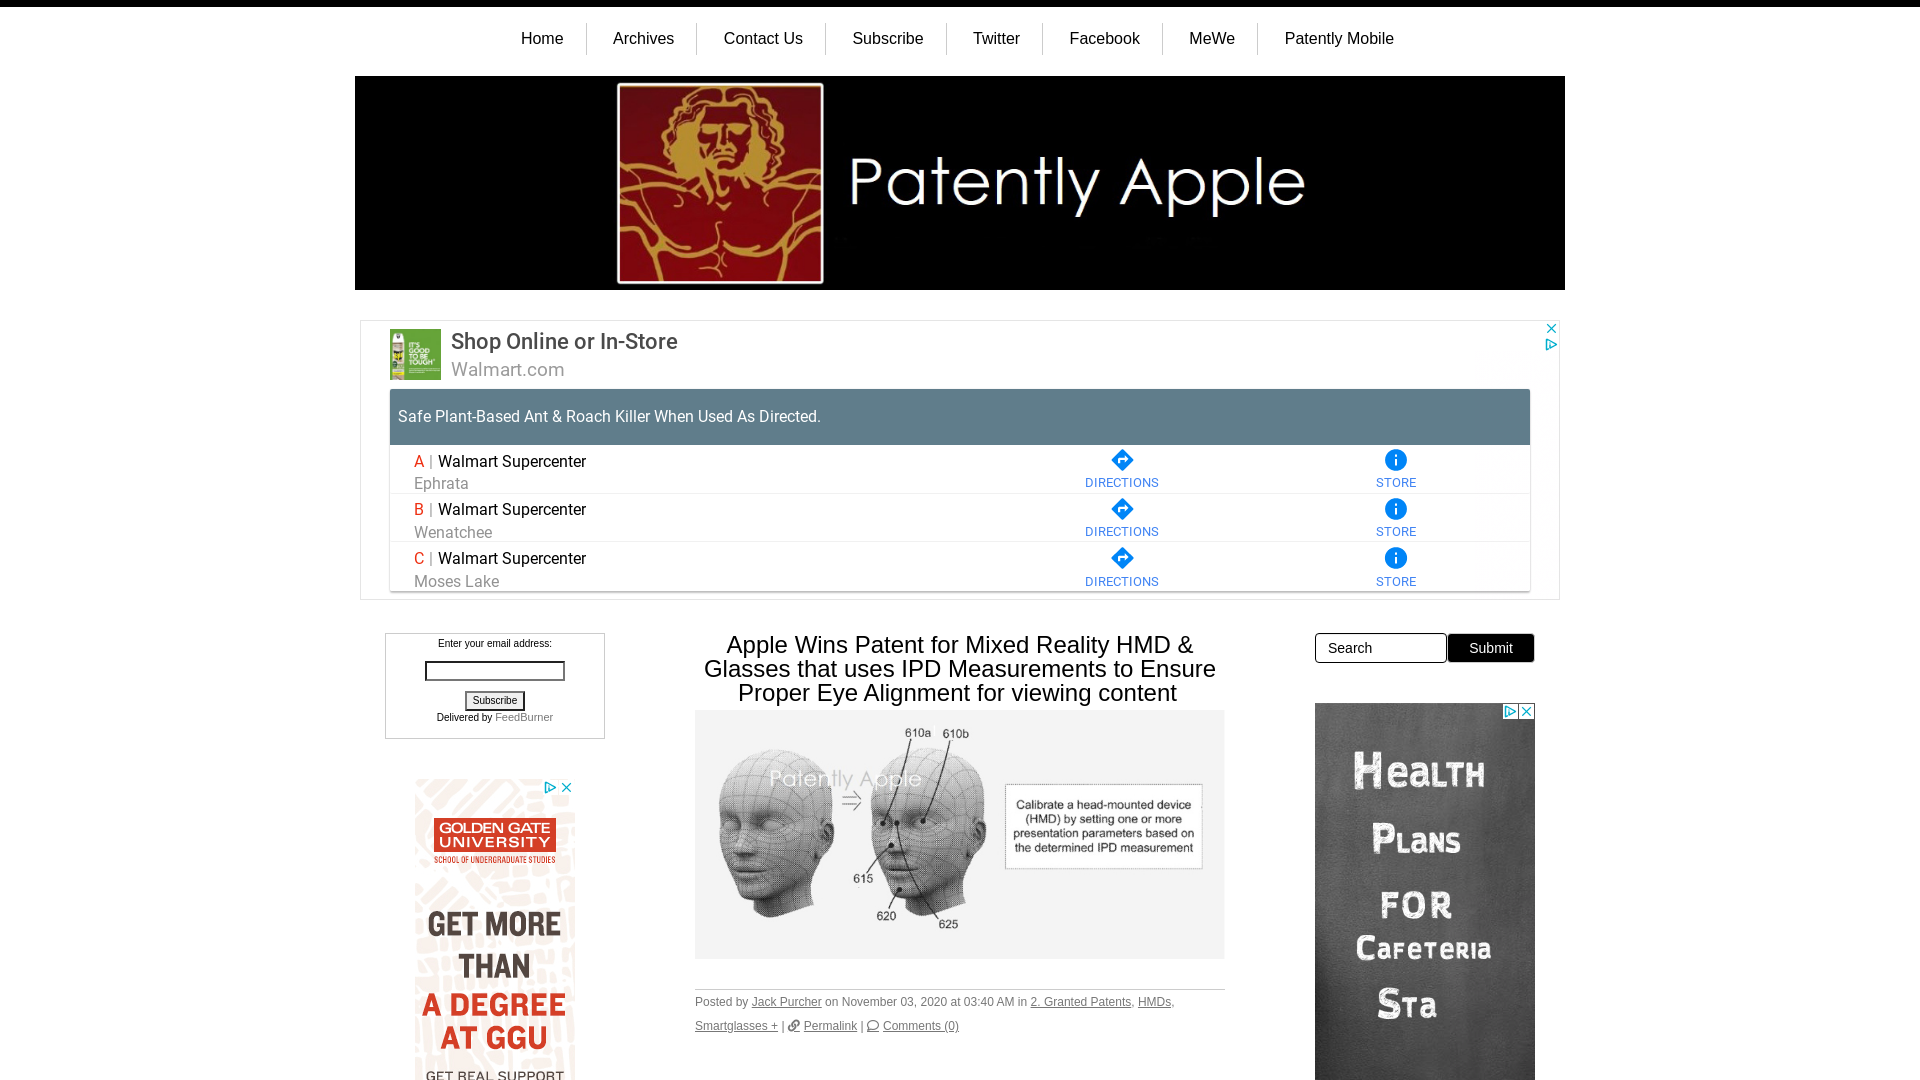 Home
Archives
Contact Us
Subscribe
Twitter
Facebook
MeWe
Patently Mobile
Patently Apple
Shop Online or In-Store
Walmart.com
Safe Plant-Based Ant & Roach Killer When Used As Directed.
A | Walmart Supercenter
Ephrata
DIRECTIONS
STORE
B | Walmart Supercenter
Wenatchee
DIRECTIONS
STORE
C | Walmart Supercenter
Moses Lake
DIRECTIONS
STORE
Enter your email address:
Subscribe
Delivered by FeedBurner
GOLDEN GATE
UNIVERSITY
SCHOOL OF UNDERGRADUATE STUDIES
GET MORE
THAN
A DEGREE
AT GGU
GET REAL SUPPORT
Apple Wins Patent for Mixed Reality HMD &
Glasses that uses IPD Measurements to Ensure
Proper Eye Alignment for viewing content
610a 610b
Patently Apple
615
620
625
Calibrate a head-mounted device
(HMD) by setting one or more
presentation parameters based on
the determined IPD measurement
Posted by Jack Purcher on November 03, 2020 at 03:40 AM in 2. Granted Patents, HMDs,
Smartglasses + | Permalink | Comments (0)
Search
Submit
Health
Plans
for
Cafeteria
Sta